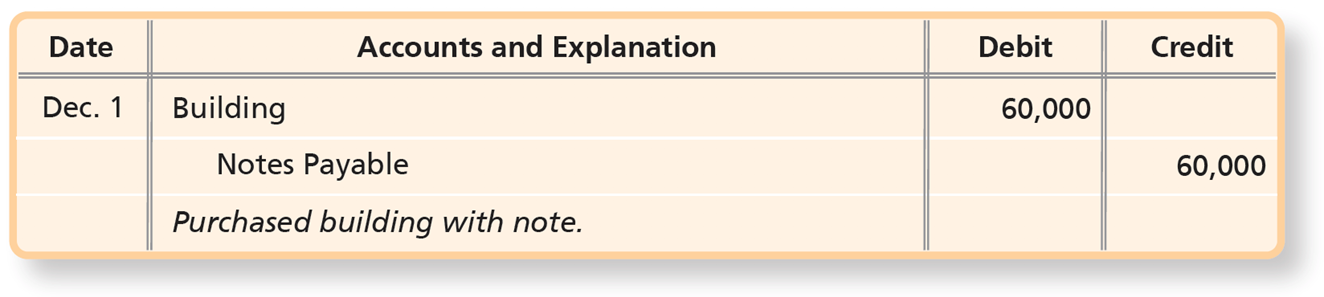 Date Accounts and Explanation Debit Credit
Dec. 1 Building 60,000
Notes Payable 60,000
Purchased building with note.